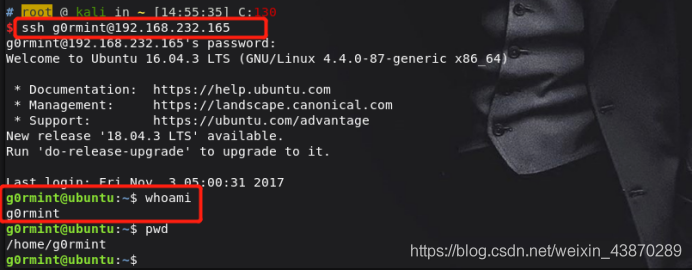 # root @ kali in ~ [14:55:35] C:130
$ ssh g0rmint@192.168.232.165
g0rmint@192.168.232.165's password:
Welcome to Ubuntu 16.04.3 LTS (GNU/Linux 4.4.0-87-generic x86_64)
* Documentation:  https://help.ubuntu.com
* Management:     https://landscape.canonical.com
* Support:        https://ubuntu.com/advantage
New release '18.04.3 LTS' available.
Run 'do-release-upgrade' to upgrade to it.
Last login: Fri Nov  3 05:00:31 2017
g0rmint@ubuntu:~$ whoami
g0rmint
g0rmint@ubuntu:~$ pwd
/home/g0rmint
g0rmint@ubuntu:~$
https://blog.csdn.net/weixin_43870289